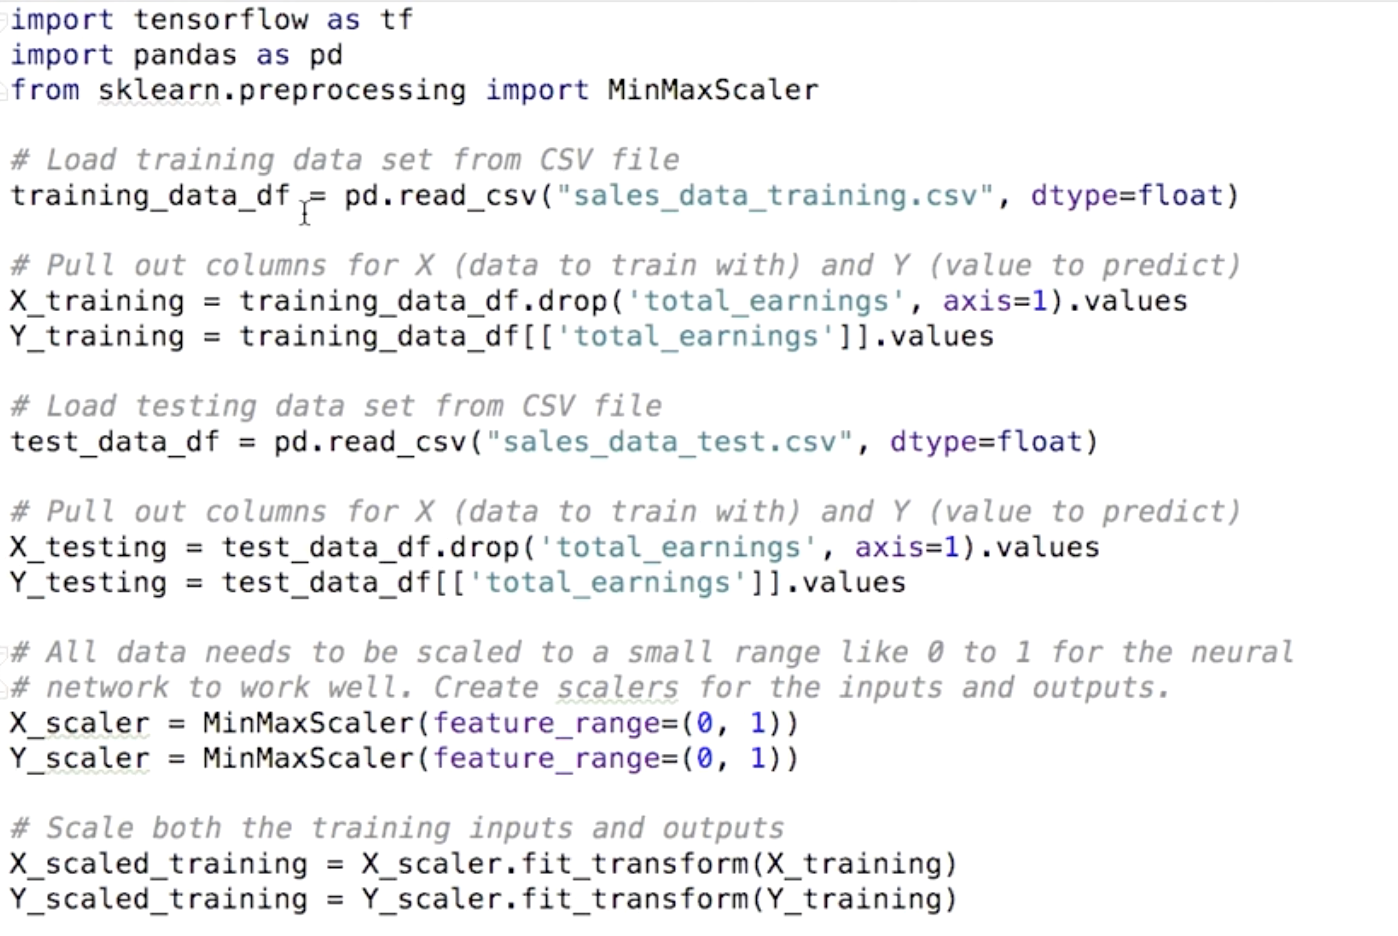 import tensorflow as tf
import pandas as pd
from sklearn.preprocessing import MinMaxScaler
# Load training data set from CSV file
training_data_df = pd.read_csv("sales_data_training.csv", dtype=float)
# Pull out columns for X (data to train with) and Y (value to predict)
X_training = training_data_df.drop('total_earnings', axis=1).values
Y_training = training_data_df[['total_earnings']].values
# Load testing data set from CSV file
test_data_df = pd.read_csv("sales_data_test.csv", dtype=float)
# Pull out columns for X (data to train with) and Y (value to predict)
X_testing = test_data_df.drop('total_earnings', axis=1).values
Y_testing = test_data_df[['total_earnings']].values
# All data needs to be scaled to a small range like 0 to 1 for the neural
# network to work well. Create scalers for the inputs and outputs.
X_scaler = MinMaxScaler(feature_range=(0, 1))
Y_scaler = MinMaxScaler(feature_range=(0, 1))
# Scale both the training inputs and outputs
X_scaled_training = X_scaler.fit_transform(X_training)
Y_scaled_training = Y_scaler.fit_transform(Y_training)